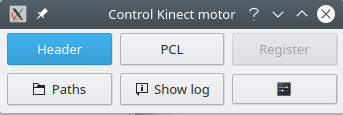 Control Kinect motor ?
Header PCL Register
Paths Show log